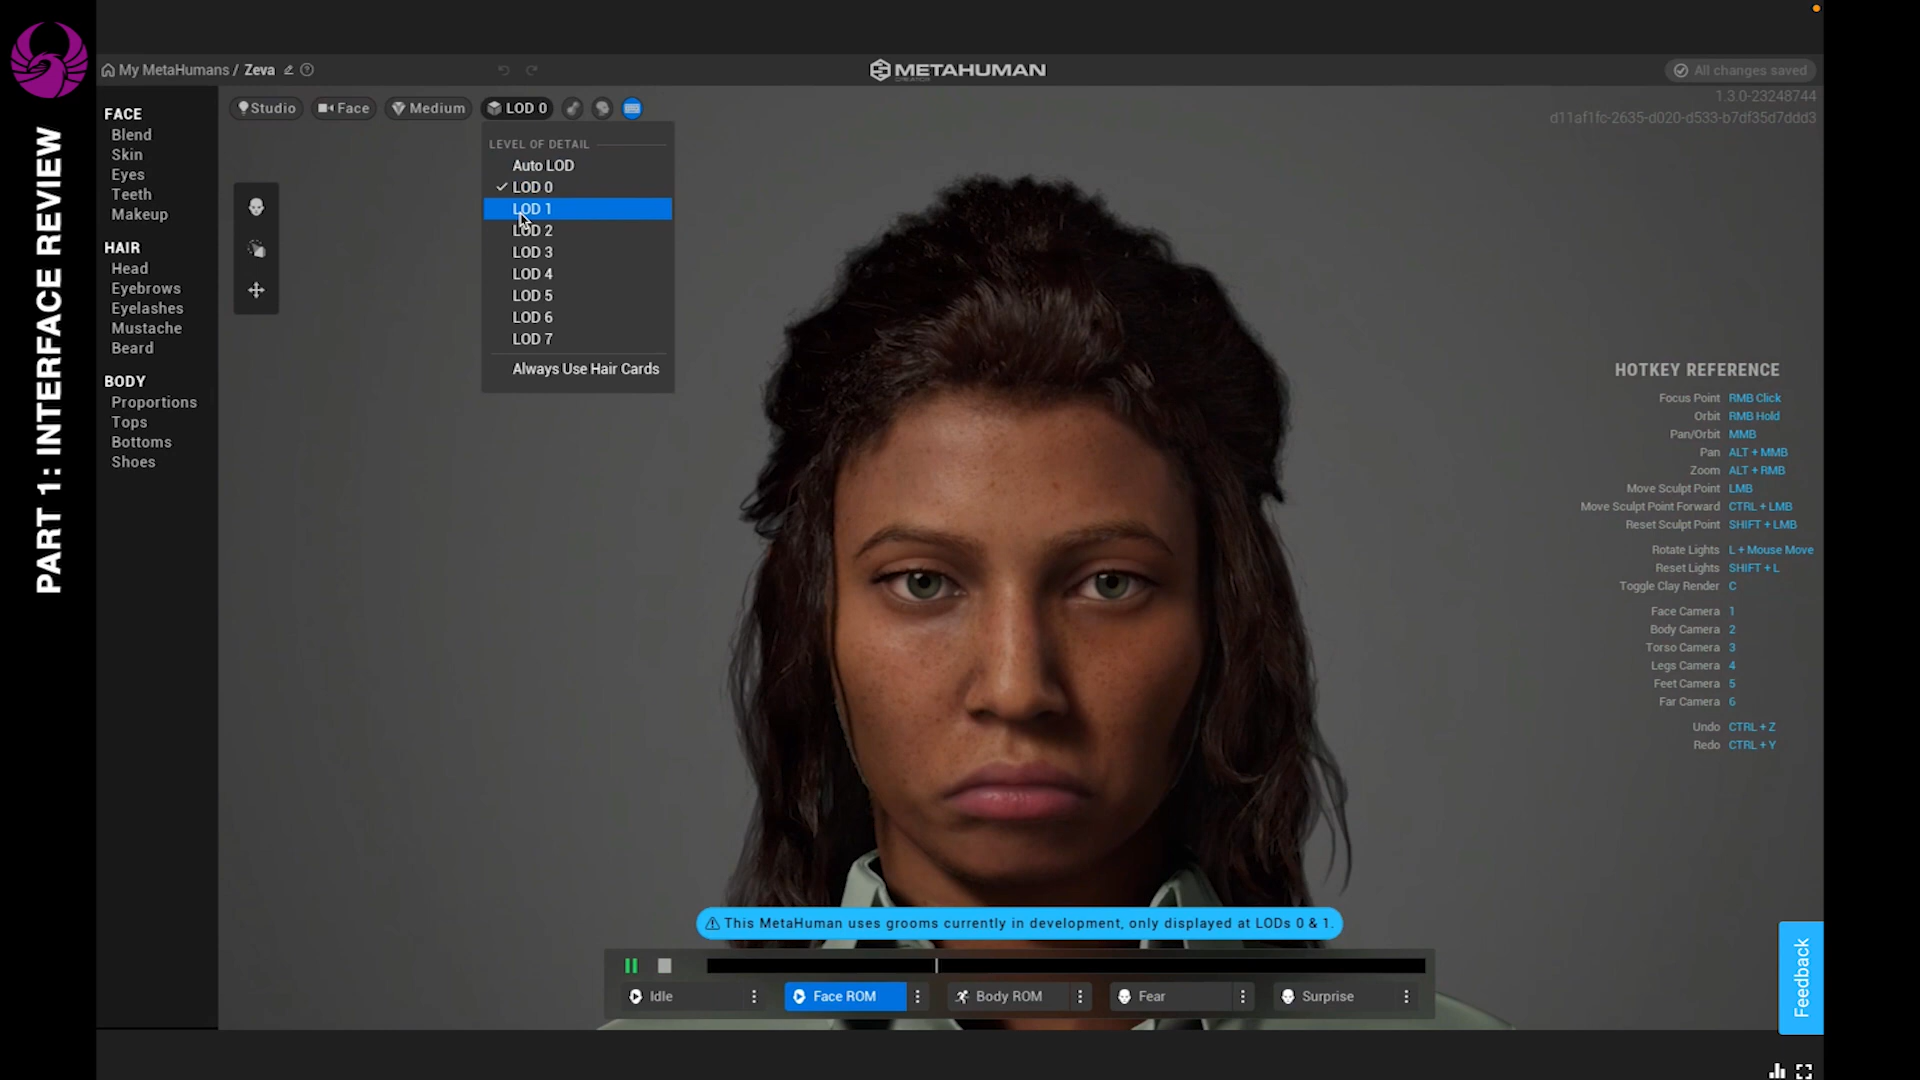 PART 1: INTERFACE REVIEW
My MetaHumans / Zeva
METAHUMAN
CREATOR
All changes saved
1.3.0-23248744
d11af1fc-2635-d020-d533-b7df35d7ddd3
Studio
Face
Medium
LOD 0
FACE
Blend
Skin
Eyes
Teeth
Makeup
HAIR
Head
Eyebrows
Eyelashes
Mustache
Beard
BODY
Proportions
Tops
Bottoms
Shoes
LEVEL OF DETAIL
Auto LOD
LOD 0
LOD 1
LOD 2
LOD 3
LOD 4
LOD 5
LOD 6
LOD 7
Always Use Hair Cards
HOTKEY REFERENCE
Focus Point RMB Click
Orbit RMB Hold
Pan/Orbit MMB
Pan ALT + MMB
Zoom ALT + RMB
Move Sculpt Point LMB
Move Sculpt Point Forward CTRL + LMB
Reset Sculpt Point SHIFT + LMB
Rotate Lights L + Mouse Move
Reset Lights SHIFT + L
Toggle Clay Render C
Face Camera 1
Body Camera 2
Torso Camera 3
Legs Camera 4
Feet Camera 5
Far Camera 6
Undo CTRL + Z
Redo CTRL + Y
This MetaHuman uses grooms currently in development, only displayed at LODs 0 & 1.
Idle
Face ROM
Body ROM
Fear
Surprise
Feedback